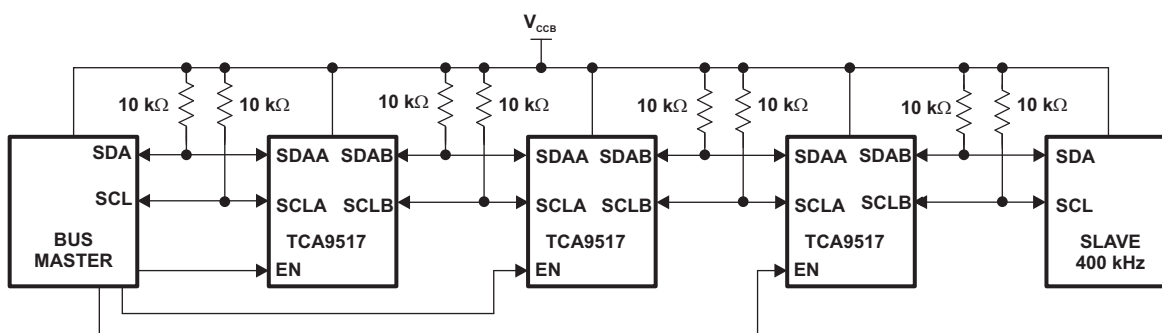 VCCB
10 kΩ 10 kΩ 10 kΩ 10 kΩ 10 kΩ 10 kΩ 10 kΩ 10 kΩ
SDA SDAA SDAB SDAA SDAB SDAA SDAB SDA
SCL SCLA SCLB SCLA SCLB SCLA SCLB SCL
BUS
MASTER
TCA9517 TCA9517 TCA9517
SLAVE
400 kHz
EN EN EN